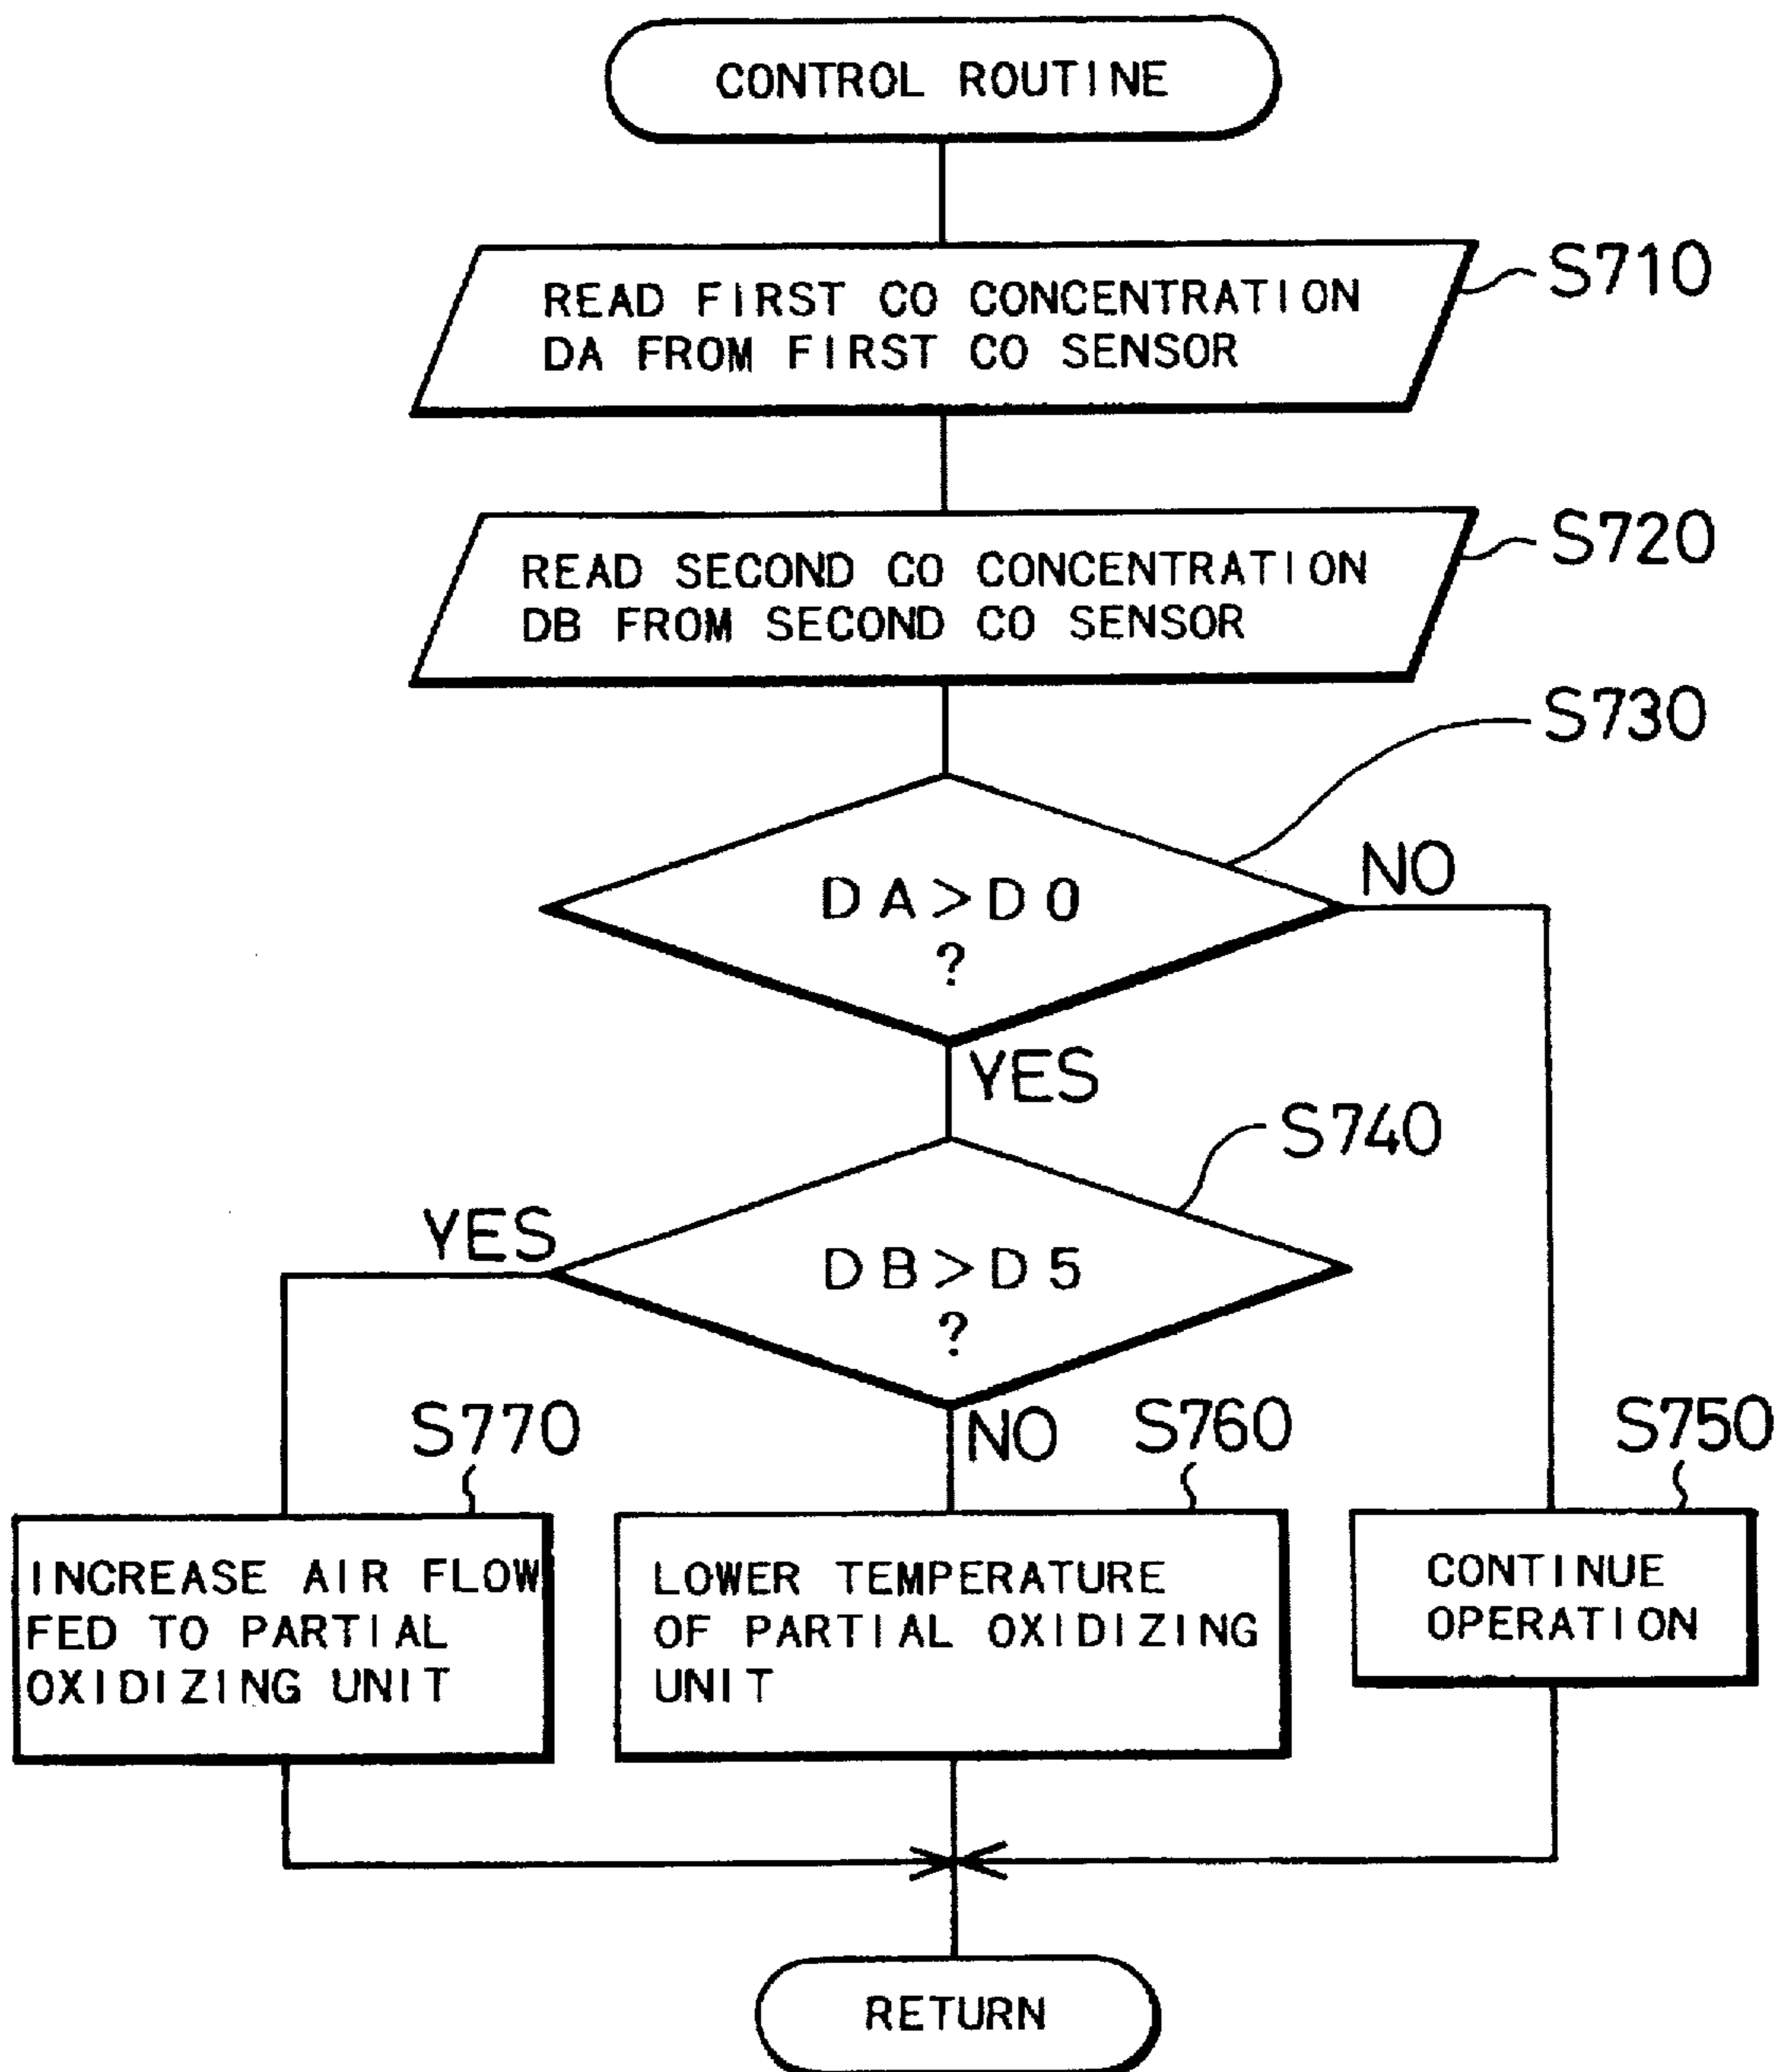 CONTROL ROUTINE
READ FIRST CO CONCENTRATION
DA FROM FIRST CO SENSOR
S710
READ SECOND CO CONCENTRATION
DB FROM SECOND CO SENSOR
S720
S730
DA>D0
?
NO
YES
S740
DB>D5
?
YES
NO
S770
S760
S750
INCREASE AIR FLOW
FED TO PARTIAL
OXIDIZING UNIT
LOWER TEMPERATURE
OF PARTIAL OXIDIZING
UNIT
CONTINUE
OPERATION
RETURN